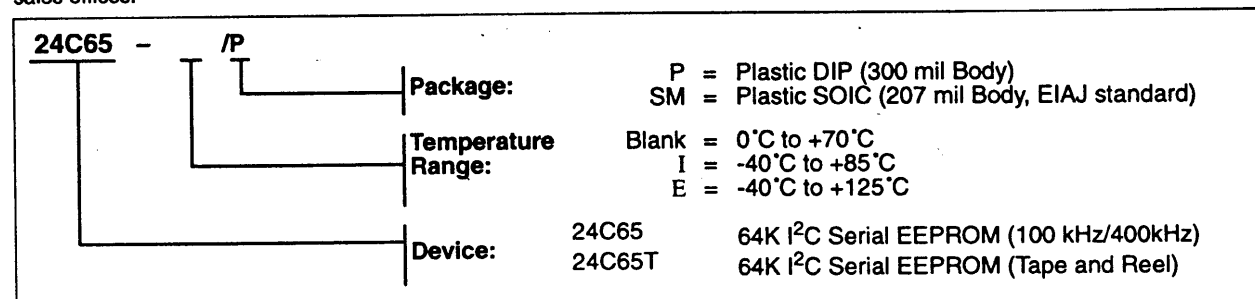 24C65 - /P
Package: P = Plastic DIP (300 mil Body)
SM = Plastic SOIC (207 mil Body, EIAJ standard)
Temperature Range: Blank = 0°C to +70°C
I = -40°C to +85°C
E = -40°C to +125°C
Device: 24C65 64K I²C Serial EEPROM (100 kHz/400kHz)
24C65T 64K I²C Serial EEPROM (Tape and Reel)